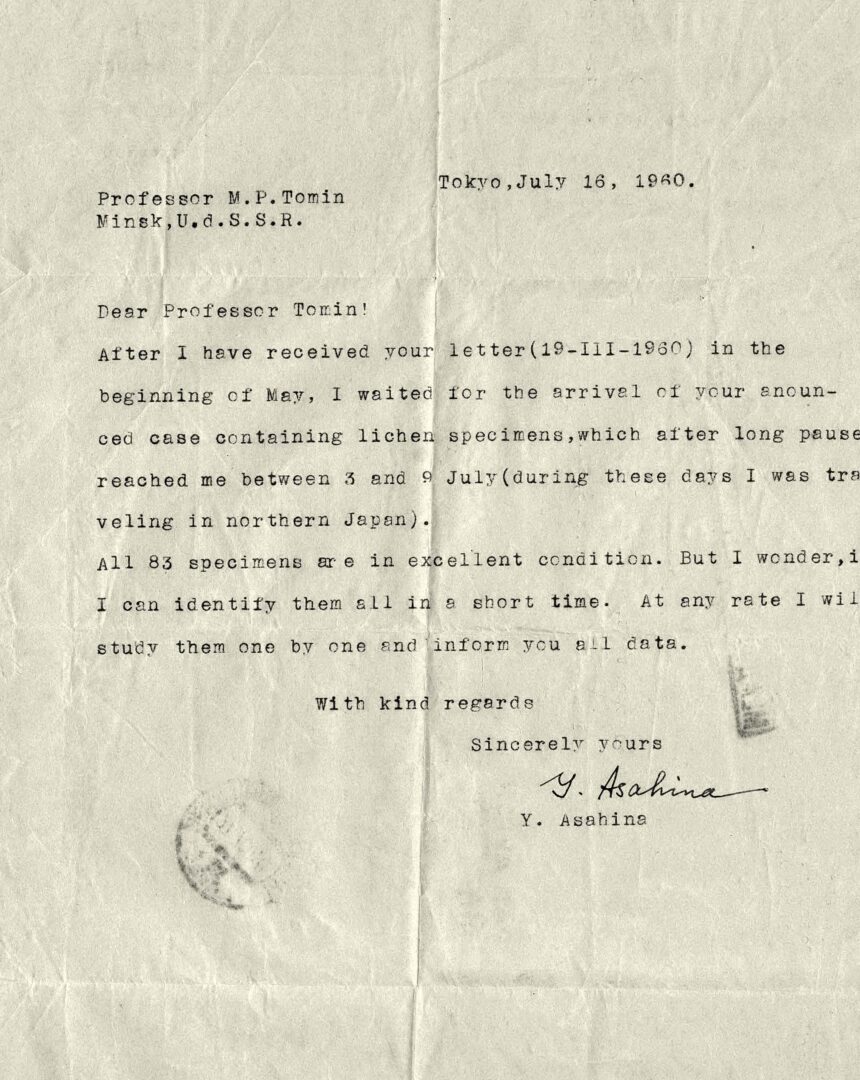 Tokyo,July 16, 1960.
Professor M.P.Tomin
Minsk,U.d.S.S.R.
Dear Professor Tomin!
After I have received your letter(19-III-1960) in the
beginning of May, I waited for the arrival of your anoun-
ced case containing lichen specimens,which after long pause
reached me between 3 and 9 July(during these days I was tra
veling in northern Japan).
All 83 specimens are in excellent condition. But I wonder,i
I can identify them all in a short time. At any rate I wil
study them one by one and inform you all data.
With kind regards
Sincerely yours
Y. Asahina
Y. Asahina